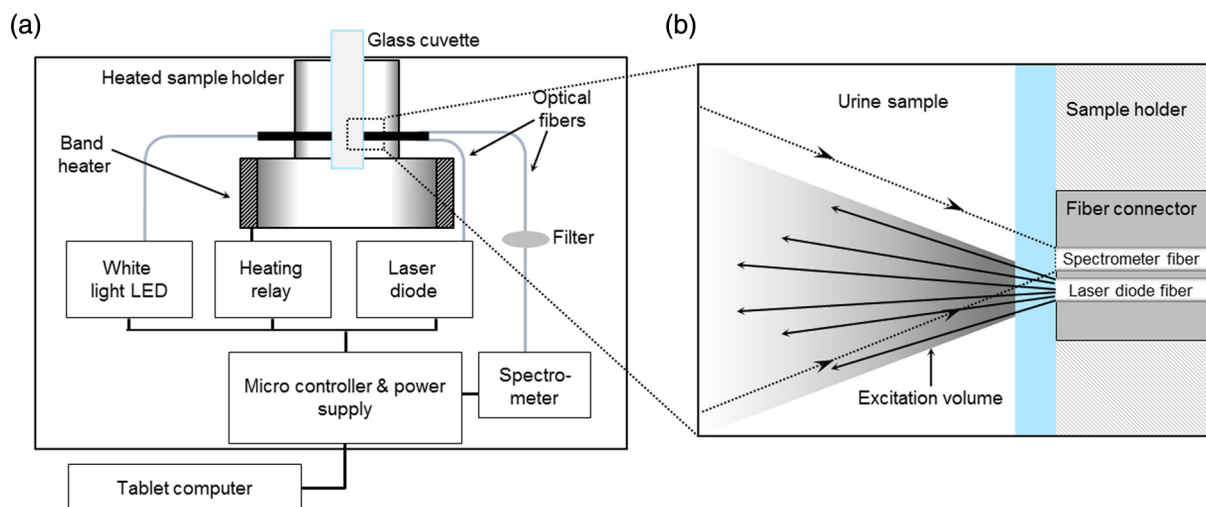 (a)
Glass cuvette
Heated sample holder
Optical
fibers
Band
heater
Filter
White
light LED
Heating
relay
Laser
diode
Micro controller & power
supply
Spectro-
meter
Tablet computer
(b)
Urine sample
Sample holder
Fiber connector
Spectrometer fiber
Laser diode fiber
Excitation volume